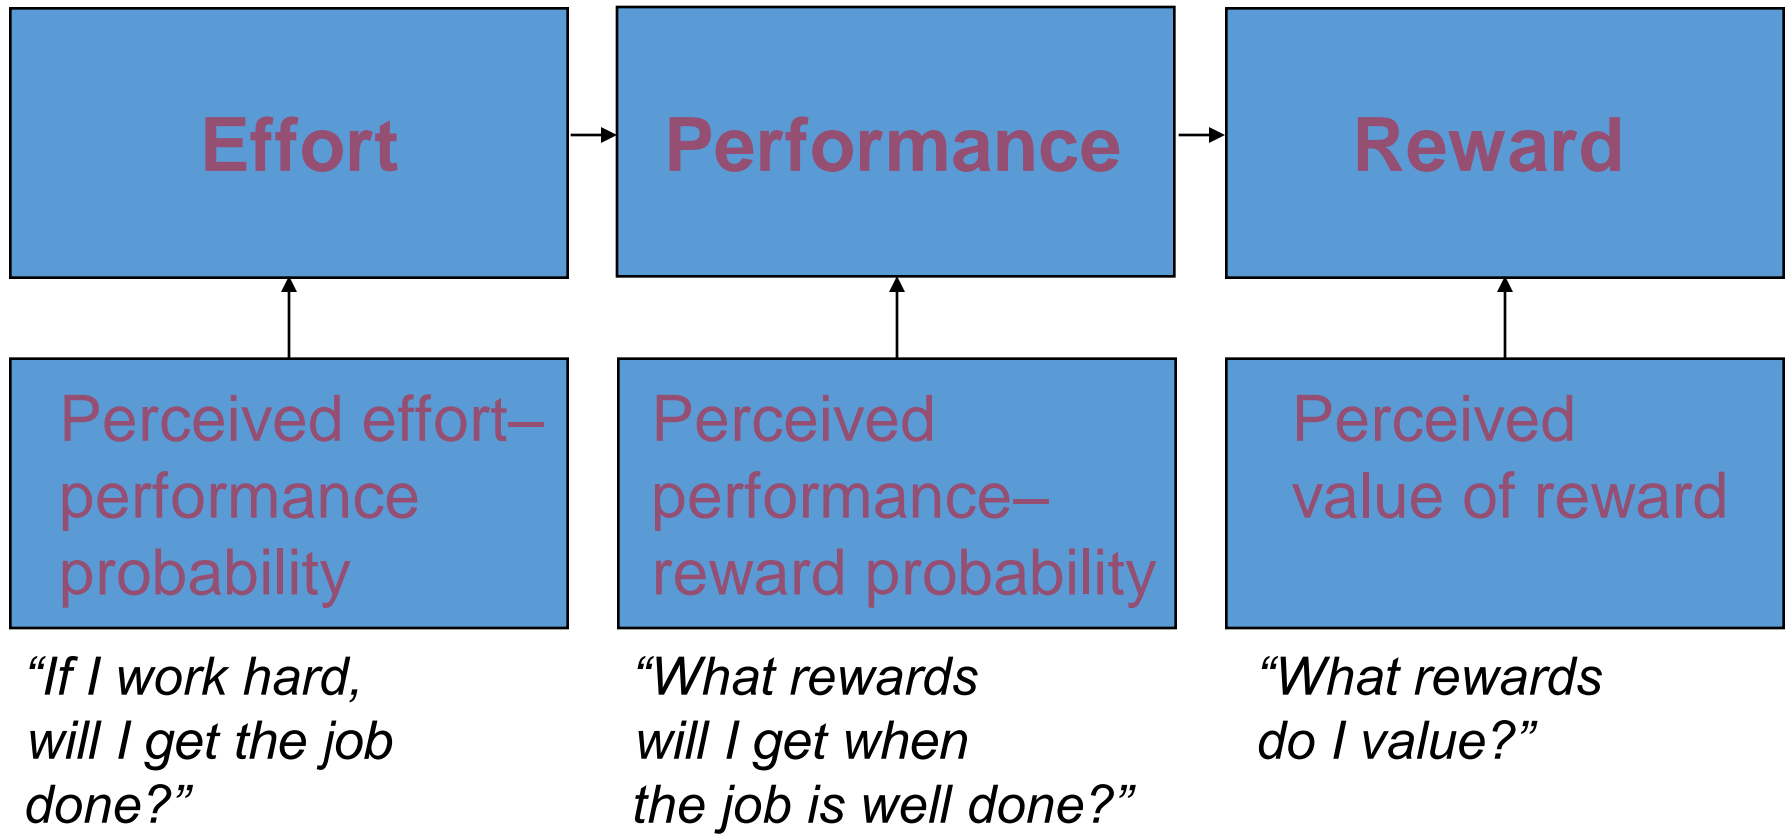 Effort
Performance
Reward
Perceived effort–
performance
probability
Perceived
performance–
reward probability
Perceived
value of reward
“If I work hard,
will I get the job
done?”
“What rewards
will I get when
the job is well done?”
“What rewards
do I value?”